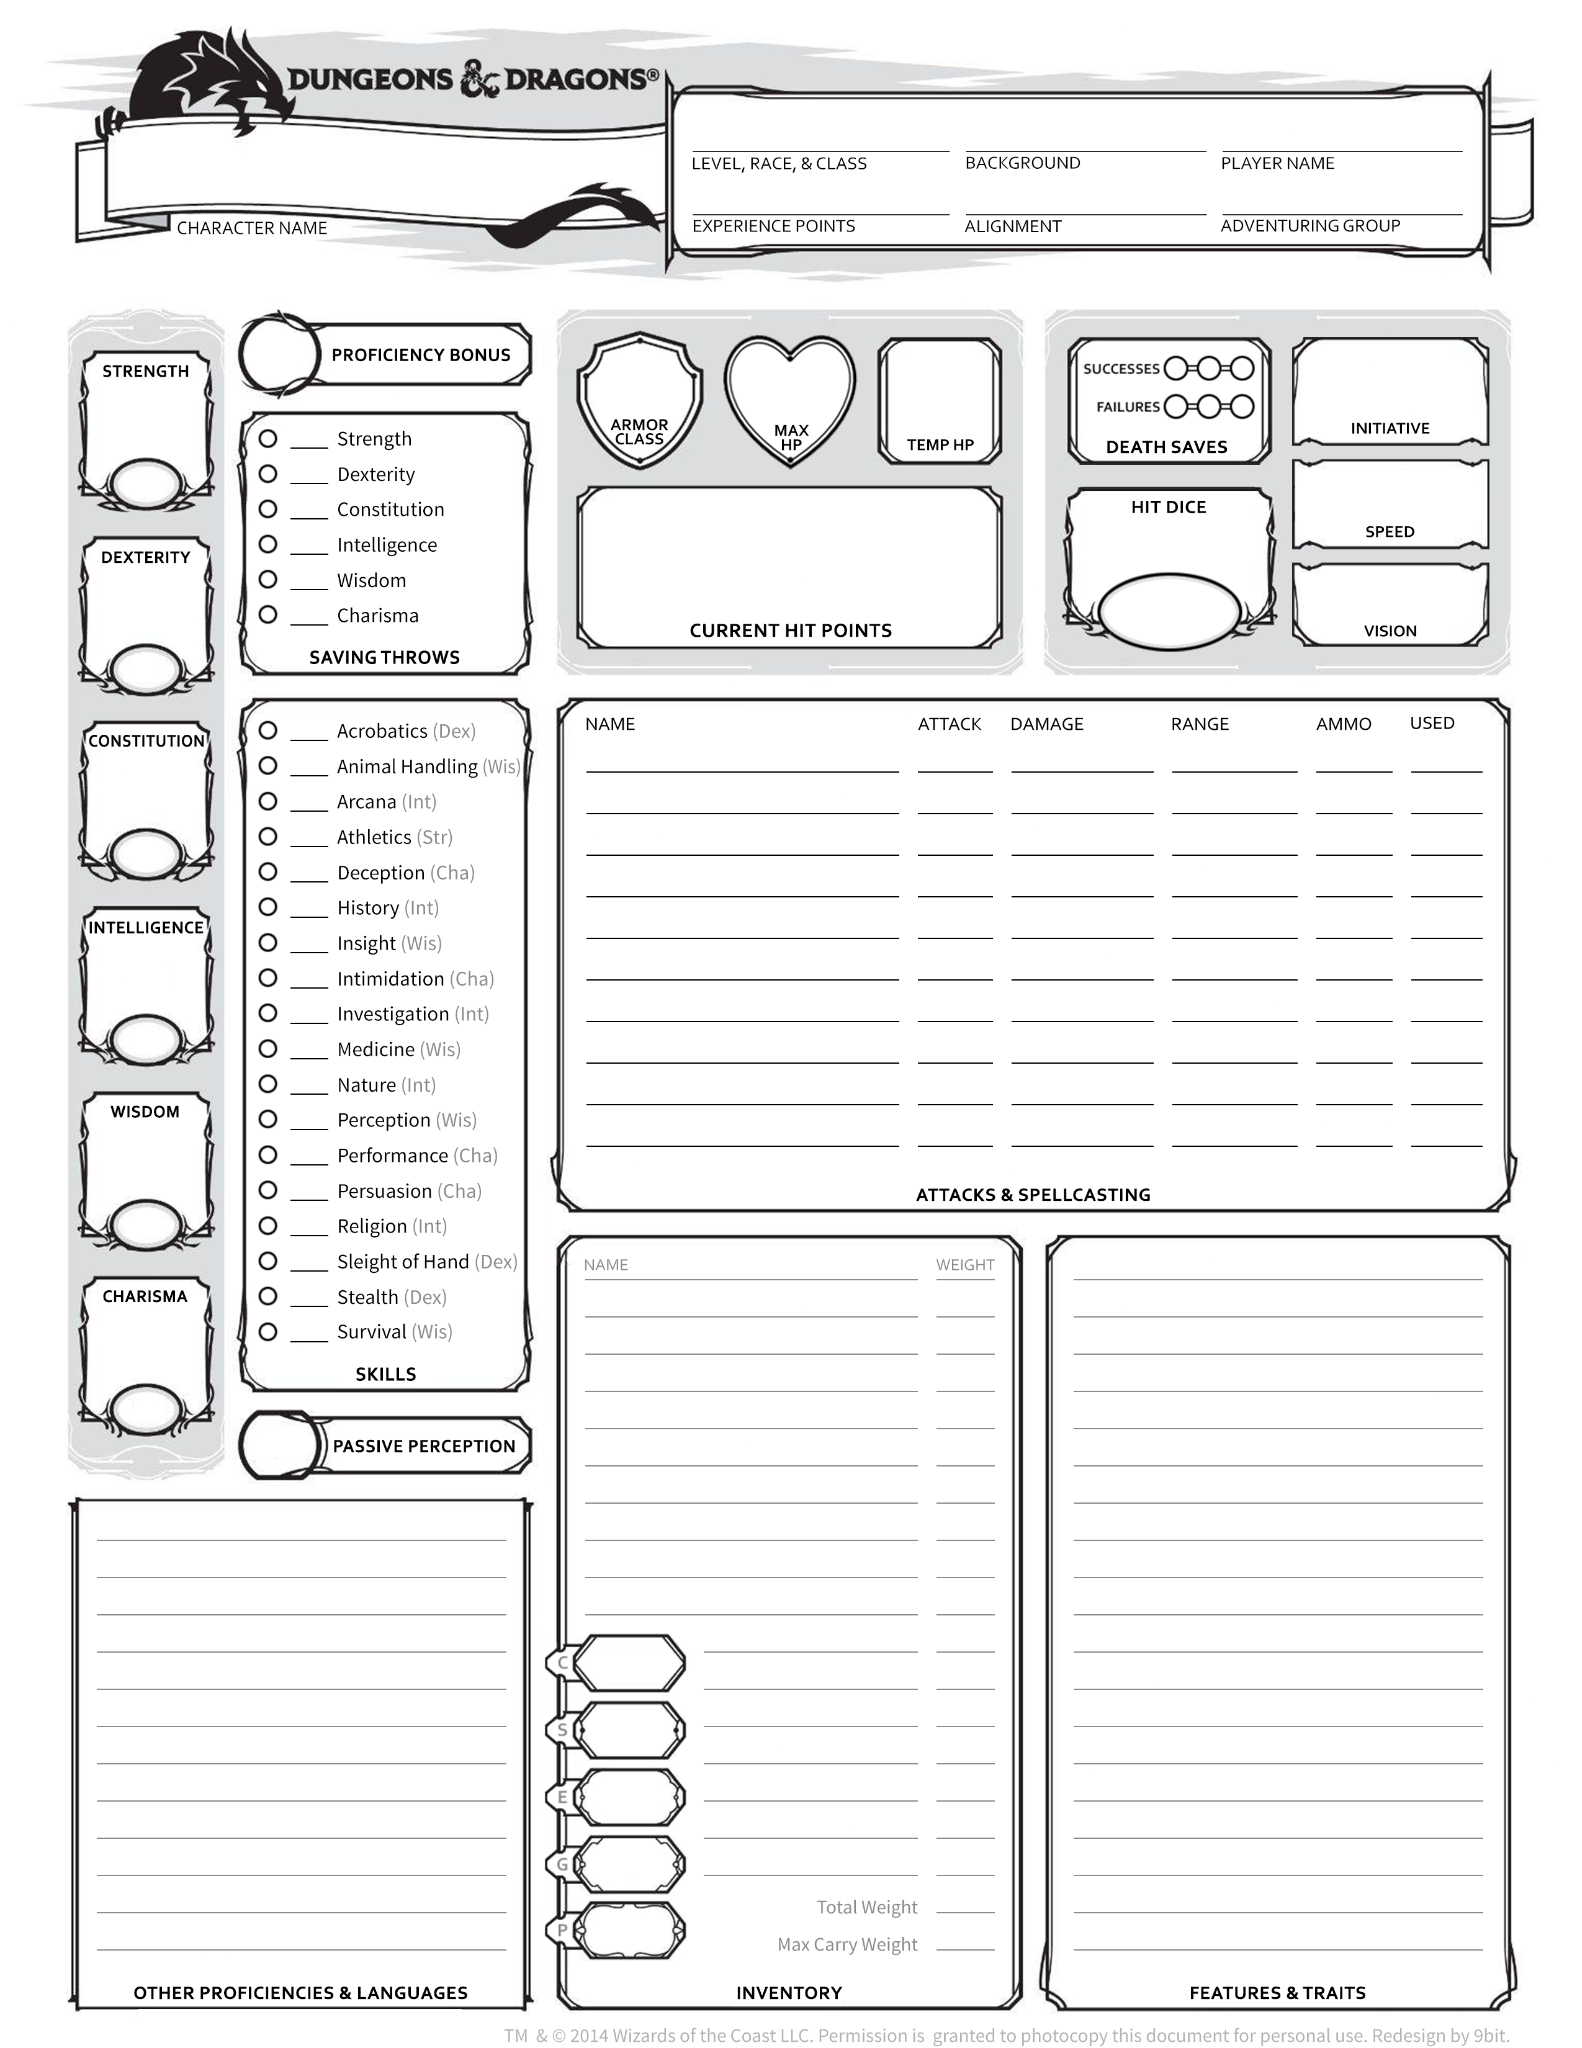 DUNGEONS & DRAGONS®
CHARACTER NAME
LEVEL, RACE, & CLASS
BACKGROUND
PLAYER NAME
EXPERIENCE POINTS
ALIGNMENT
ADVENTURING GROUP
STRENGTH
DEXTERITY
CONSTITUTION
INTELLIGENCE
WISDOM
CHARISMA
PROFICIENCY BONUS
Strength
Dexterity
Constitution
Intelligence
Wisdom
Charisma
SAVING THROWS
Acrobatics (Dex)
Animal Handling (Wis)
Arcana (Int)
Athletics (Str)
Deception (Cha)
History (Int)
Insight (Wis)
Intimidation (Cha)
Investigation (Int)
Medicine (Wis)
Nature (Int)
Perception (Wis)
Performance (Cha)
Persuasion (Cha)
Religion (Int)
Sleight of Hand (Dex)
Stealth (Dex)
Survival (Wis)
SKILLS
PASSIVE PERCEPTION
OTHER PROFICIENCIES & LANGUAGES
ARMOR
CLASS
MAX
HP
TEMP HP
CURRENT HIT POINTS
SUCCESSES
FAILURES
DEATH SAVES
HIT DICE
INITIATIVE
SPEED
VISION
NAME ATTACK DAMAGE RANGE AMMO USED
ATTACKS & SPELLCASTING
NAME WEIGHT
C
S
E
G
P
Total Weight
Max Carry Weight
INVENTORY
FEATURES & TRAITS
TM & © 2014 Wizards of the Coast LLC. Permission is granted to photocopy this document for personal use. Redesign by 9bit.